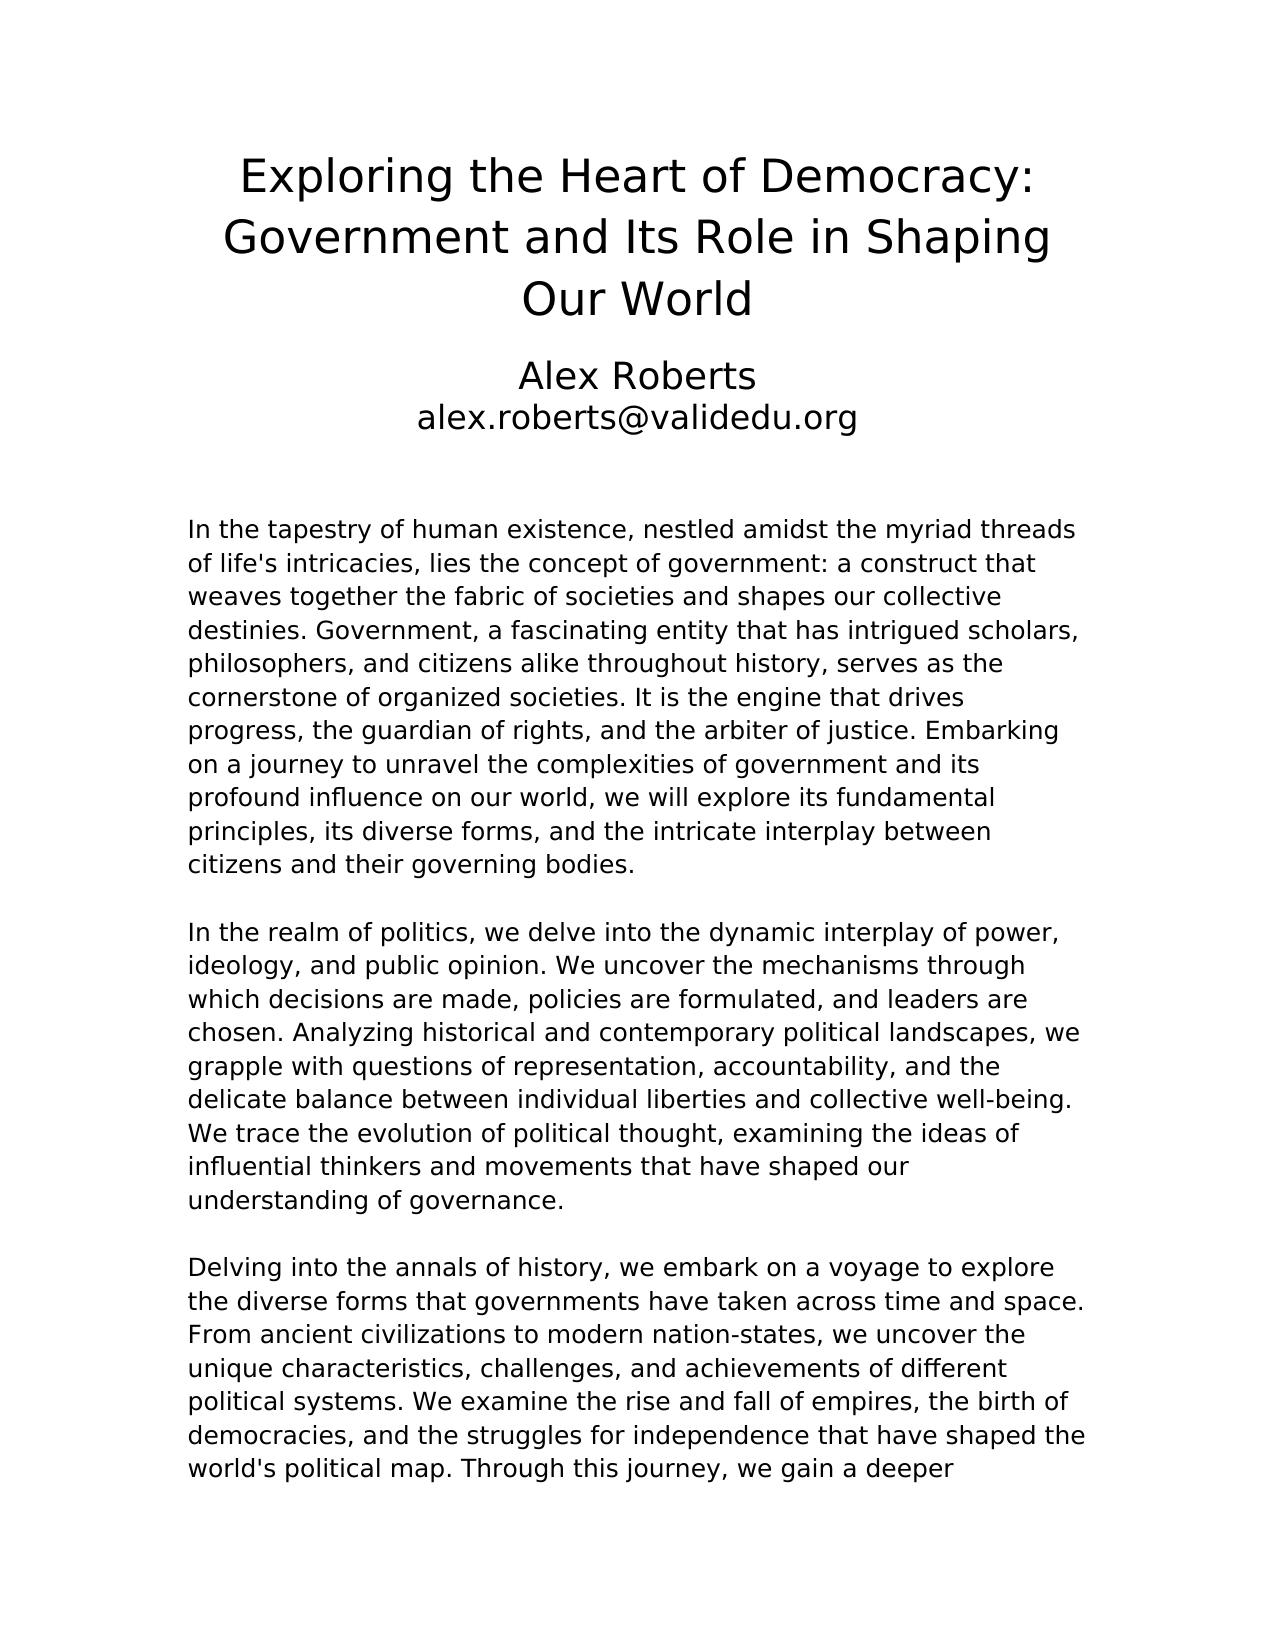 Exploring the Heart of Democracy:
Government and Its Role in Shaping
Our World
Alex Roberts
alex.roberts@validedu.org
In the tapestry of human existence, nestled amidst the myriad threads
of life's intricacies, lies the concept of government: a construct that
weaves together the fabric of societies and shapes our collective
destinies. Government, a fascinating entity that has intrigued scholars,
philosophers, and citizens alike throughout history, serves as the
cornerstone of organized societies. It is the engine that drives
progress, the guardian of rights, and the arbiter of justice. Embarking
on a journey to unravel the complexities of government and its
profound influence on our world, we will explore its fundamental
principles, its diverse forms, and the intricate interplay between
citizens and their governing bodies.
In the realm of politics, we delve into the dynamic interplay of power,
ideology, and public opinion. We uncover the mechanisms through
which decisions are made, policies are formulated, and leaders are
chosen. Analyzing historical and contemporary political landscapes, we
grapple with questions of representation, accountability, and the
delicate balance between individual liberties and collective well-being.
We trace the evolution of political thought, examining the ideas of
influential thinkers and movements that have shaped our
understanding of governance.
Delving into the annals of history, we embark on a voyage to explore
the diverse forms that governments have taken across time and space.
From ancient civilizations to modern nation-states, we uncover the
unique characteristics, challenges, and achievements of different
political systems. We examine the rise and fall of empires, the birth of
democracies, and the struggles for independence that have shaped the
world's political map. Through this journey, we gain a deeper